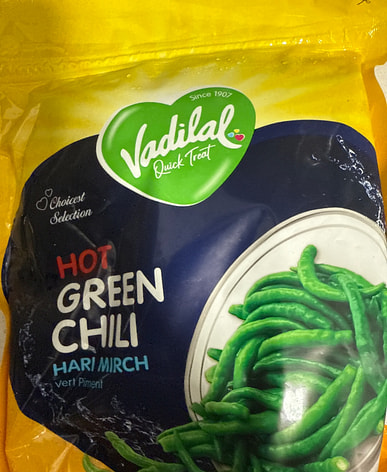 Since 1907
Vadilal
Quick Treat
Choicest
Selection
HOT
GREEN
CHILI
HARI MIRCH
Vert Piment